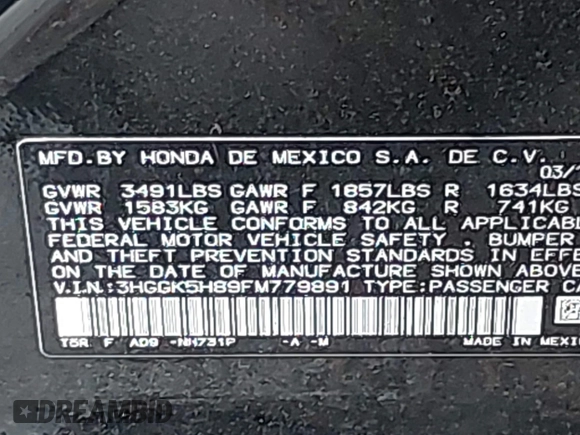 MFD.BY HONDA DE MEXICO S.A. DE C.V.
03/
GVWR 3491LBS GAWR F 1857LBS R 1634LBS
GVWR 1583KG GAWR F 842KG R 741KG
THIS VEHICLE CONFORMS TO ALL APPLICABL
FEDERAL MOTOR VEHICLE SAFETY , BUMPER
AND THEFT PREVENTION STANDARDS IN EFFE
ON THE DATE OF MANUFACTURE SHOWN ABOVE
V.I.N:3HGGK5H89FM779891 TYPE:PASSENGER CA
T5R F AD9 -NH731P -A -M MADE IN MEXI
DREAMBID